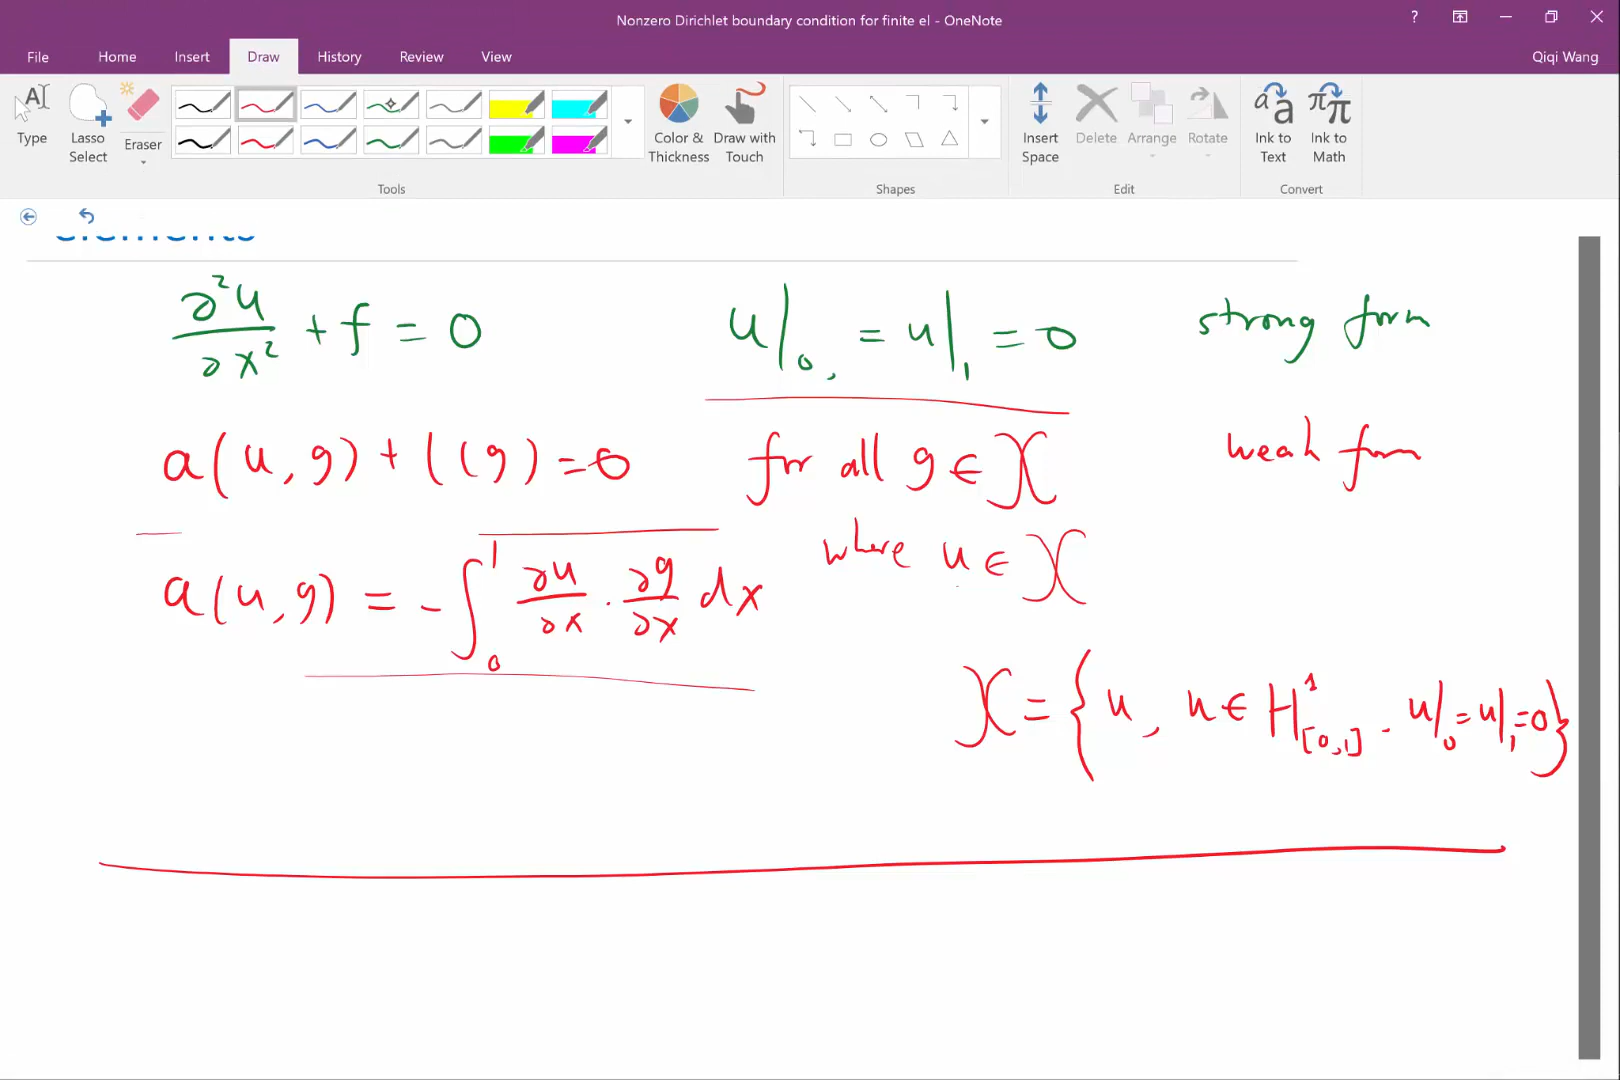 Nonzero Dirichlet boundary condition for finite el - OneNote
?
File Home Insert Draw History Review View Qiqi Wang
Type Lasso Select Eraser Color & Thickness Draw with Touch Insert Space Delete Arrange Rotate Ink to Text Ink to Math
Tools Shapes Edit Convert
elements
∂²u/∂x² + f = 0 u|₀, = u|₁ = 0 strong form
a(u, g) + l(g) = 0 for all g ∈ X weak form
where u ∈ X
a(u, g) = -∫₀¹ ∂u/∂x · ∂g/∂x dx
X = {u, u ∈ H¹[0,1] . u|₀ = u|₁ = 0}